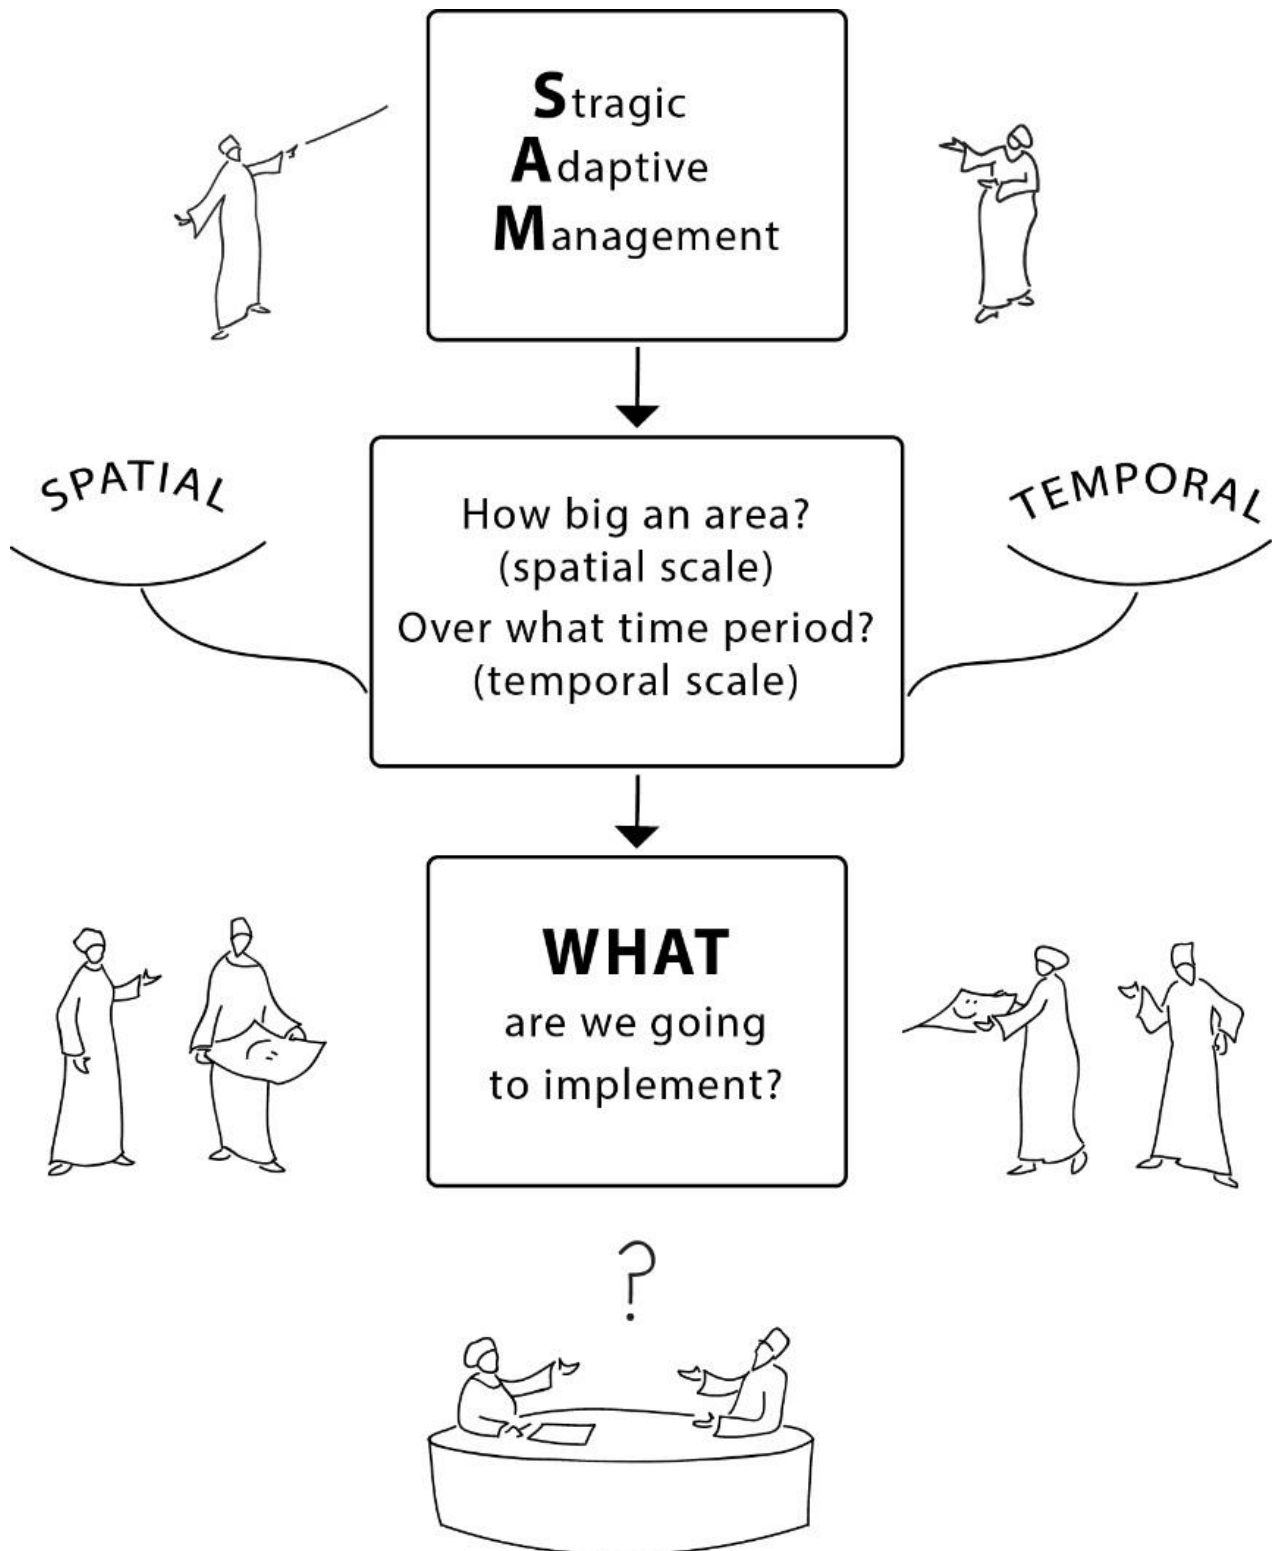 Stragic
Adaptive
Management
SPATIAL
TEMPORAL
How big an area?
(spatial scale)
Over what time period?
(temporal scale)
WHAT
are we going
to implement?
?